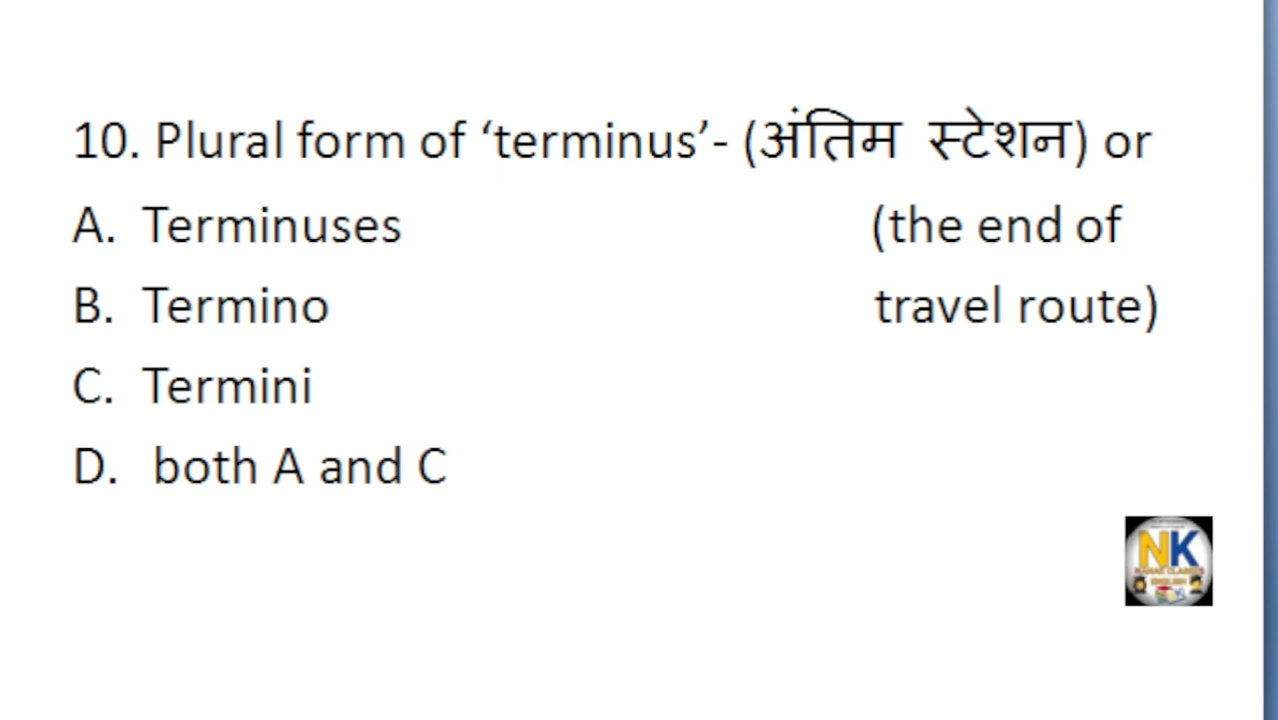 10. Plural form of ‘terminus’- (अंतिम स्टेशन) or
A. Terminuses (the end of
B. Termino travel route)
C. Termini
D. both A and C
NK